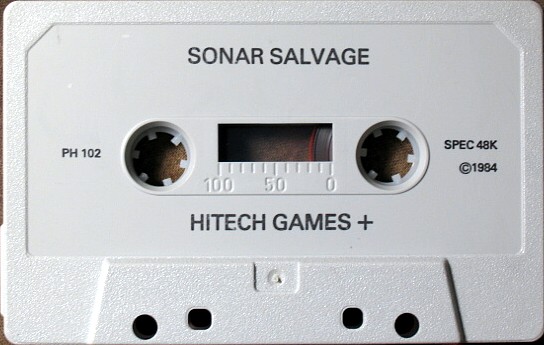 SONAR SALVAGE
PH 102
SPEC 48K
©1984
100 50 0
HITECH GAMES +